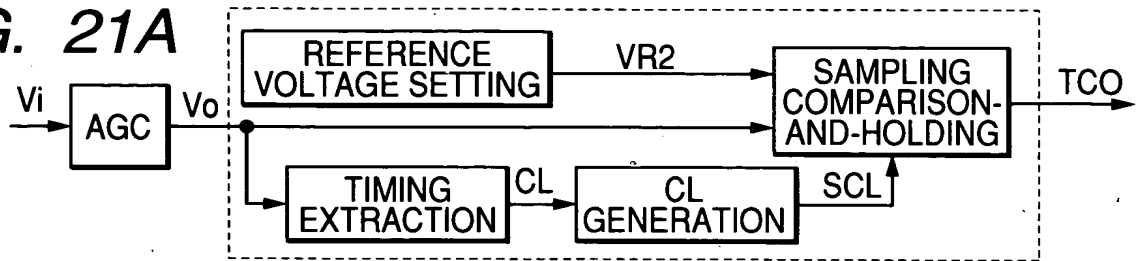 G. 21A
REFERENCE
VOLTAGE SETTING
VR2
SAMPLING
COMPARISON-
AND-HOLDING
TCO
Vi
AGC
Vo
TIMING
EXTRACTION
CL
CL
GENERATION
SCL